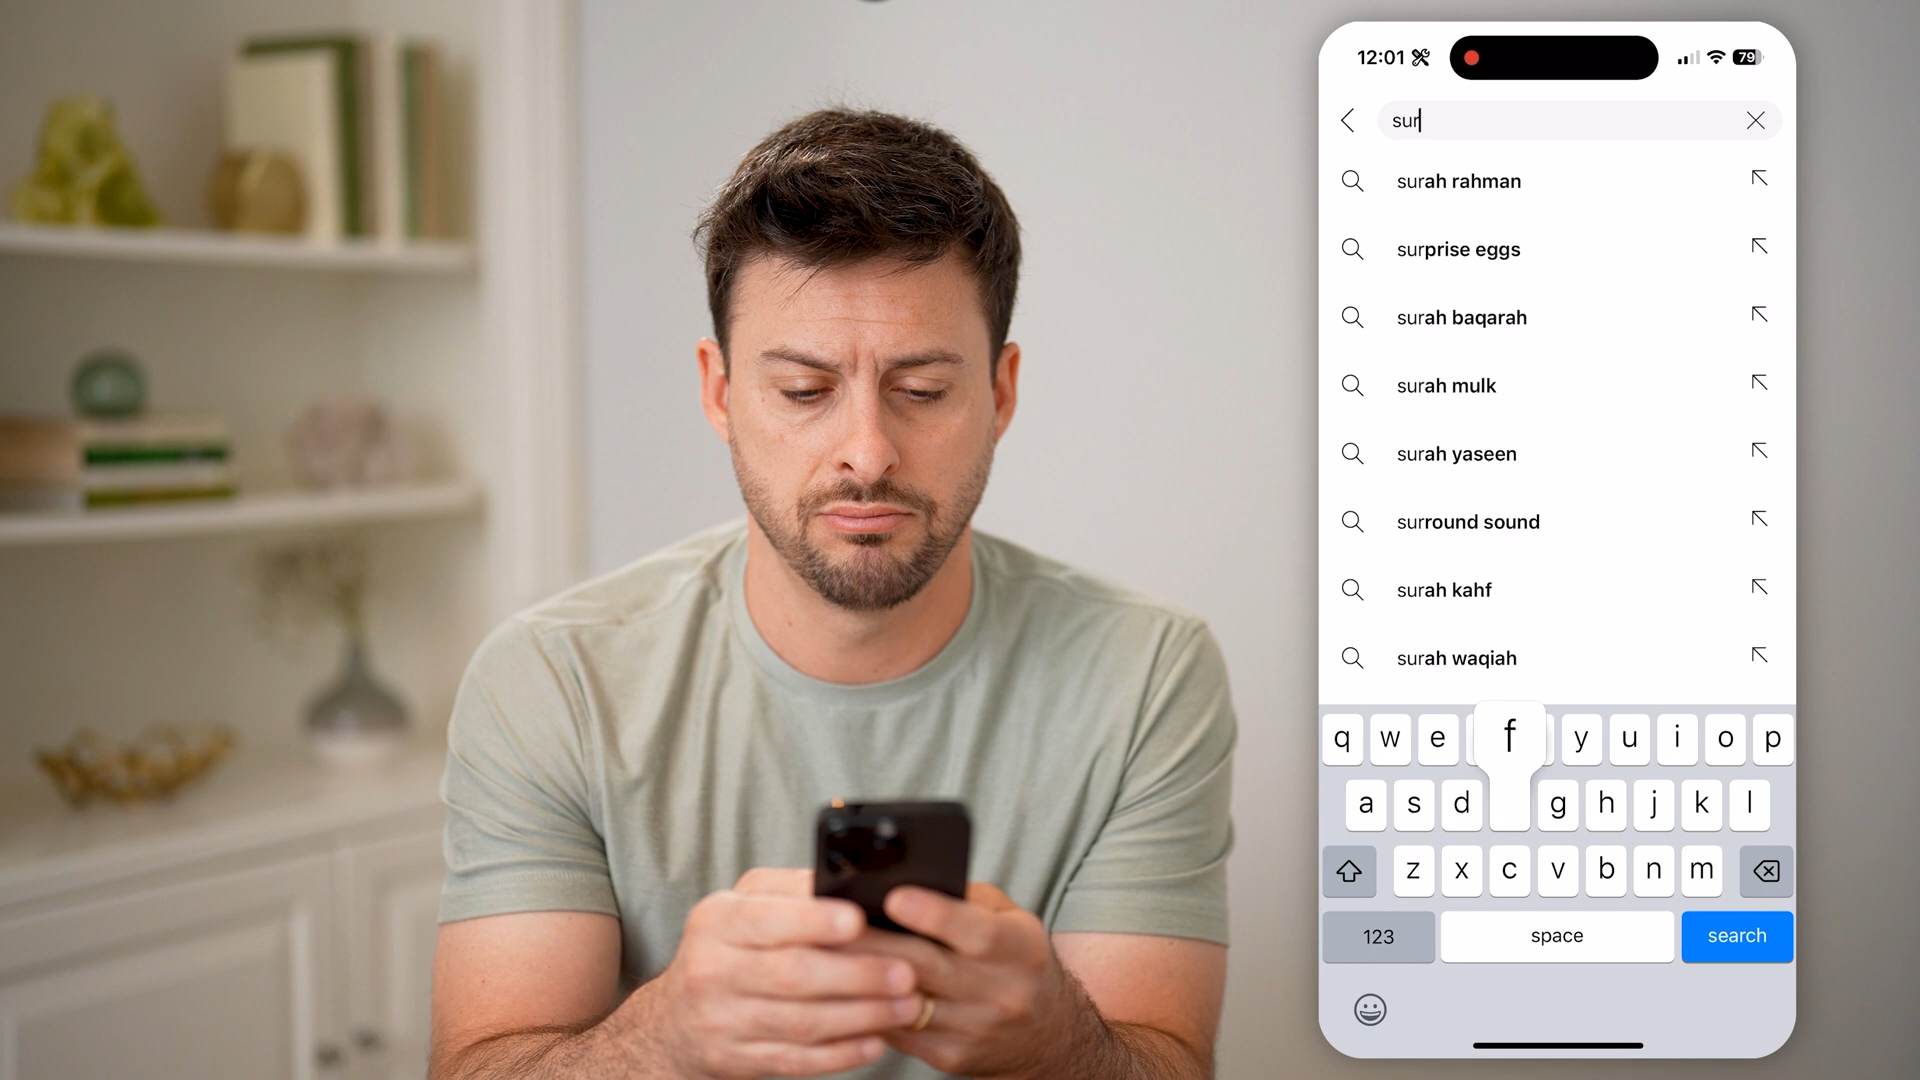 12:01
79
sur
surah rahman
surprise eggs
surah baqarah
surah mulk
surah yaseen
surround sound
surah kahf
surah waqiah
q w e f y u i o p
a s d g h j k l
z x c v b n m
123 space search